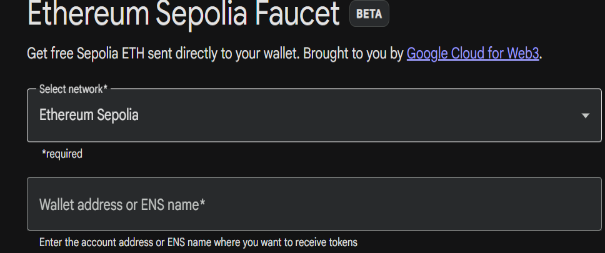 Ethereum Sepolia Faucet BETA
Get free Sepolia ETH sent directly to your wallet. Brought to you by Google Cloud for Web3.
Select network*
Ethereum Sepolia
*required
Wallet address or ENS name*
Enter the account address or ENS name where you want to receive tokens